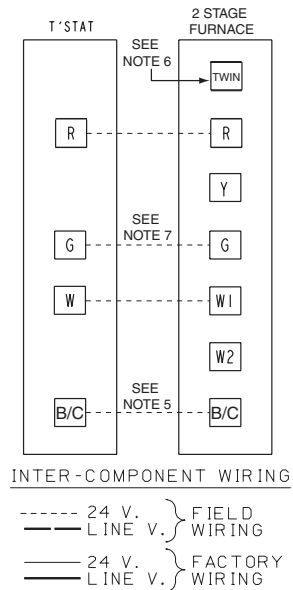 T'STAT
2 STAGE
FURNACE
SEE
NOTE 6
TWIN
R
R
Y
SEE
NOTE 7
G
G
W
W1
W2
SEE
NOTE 5
B/C
B/C
INTER-COMPONENT WIRING
24 V.
LINE V.
FIELD
WIRING
24 V.
LINE V.
FACTORY
WIRING